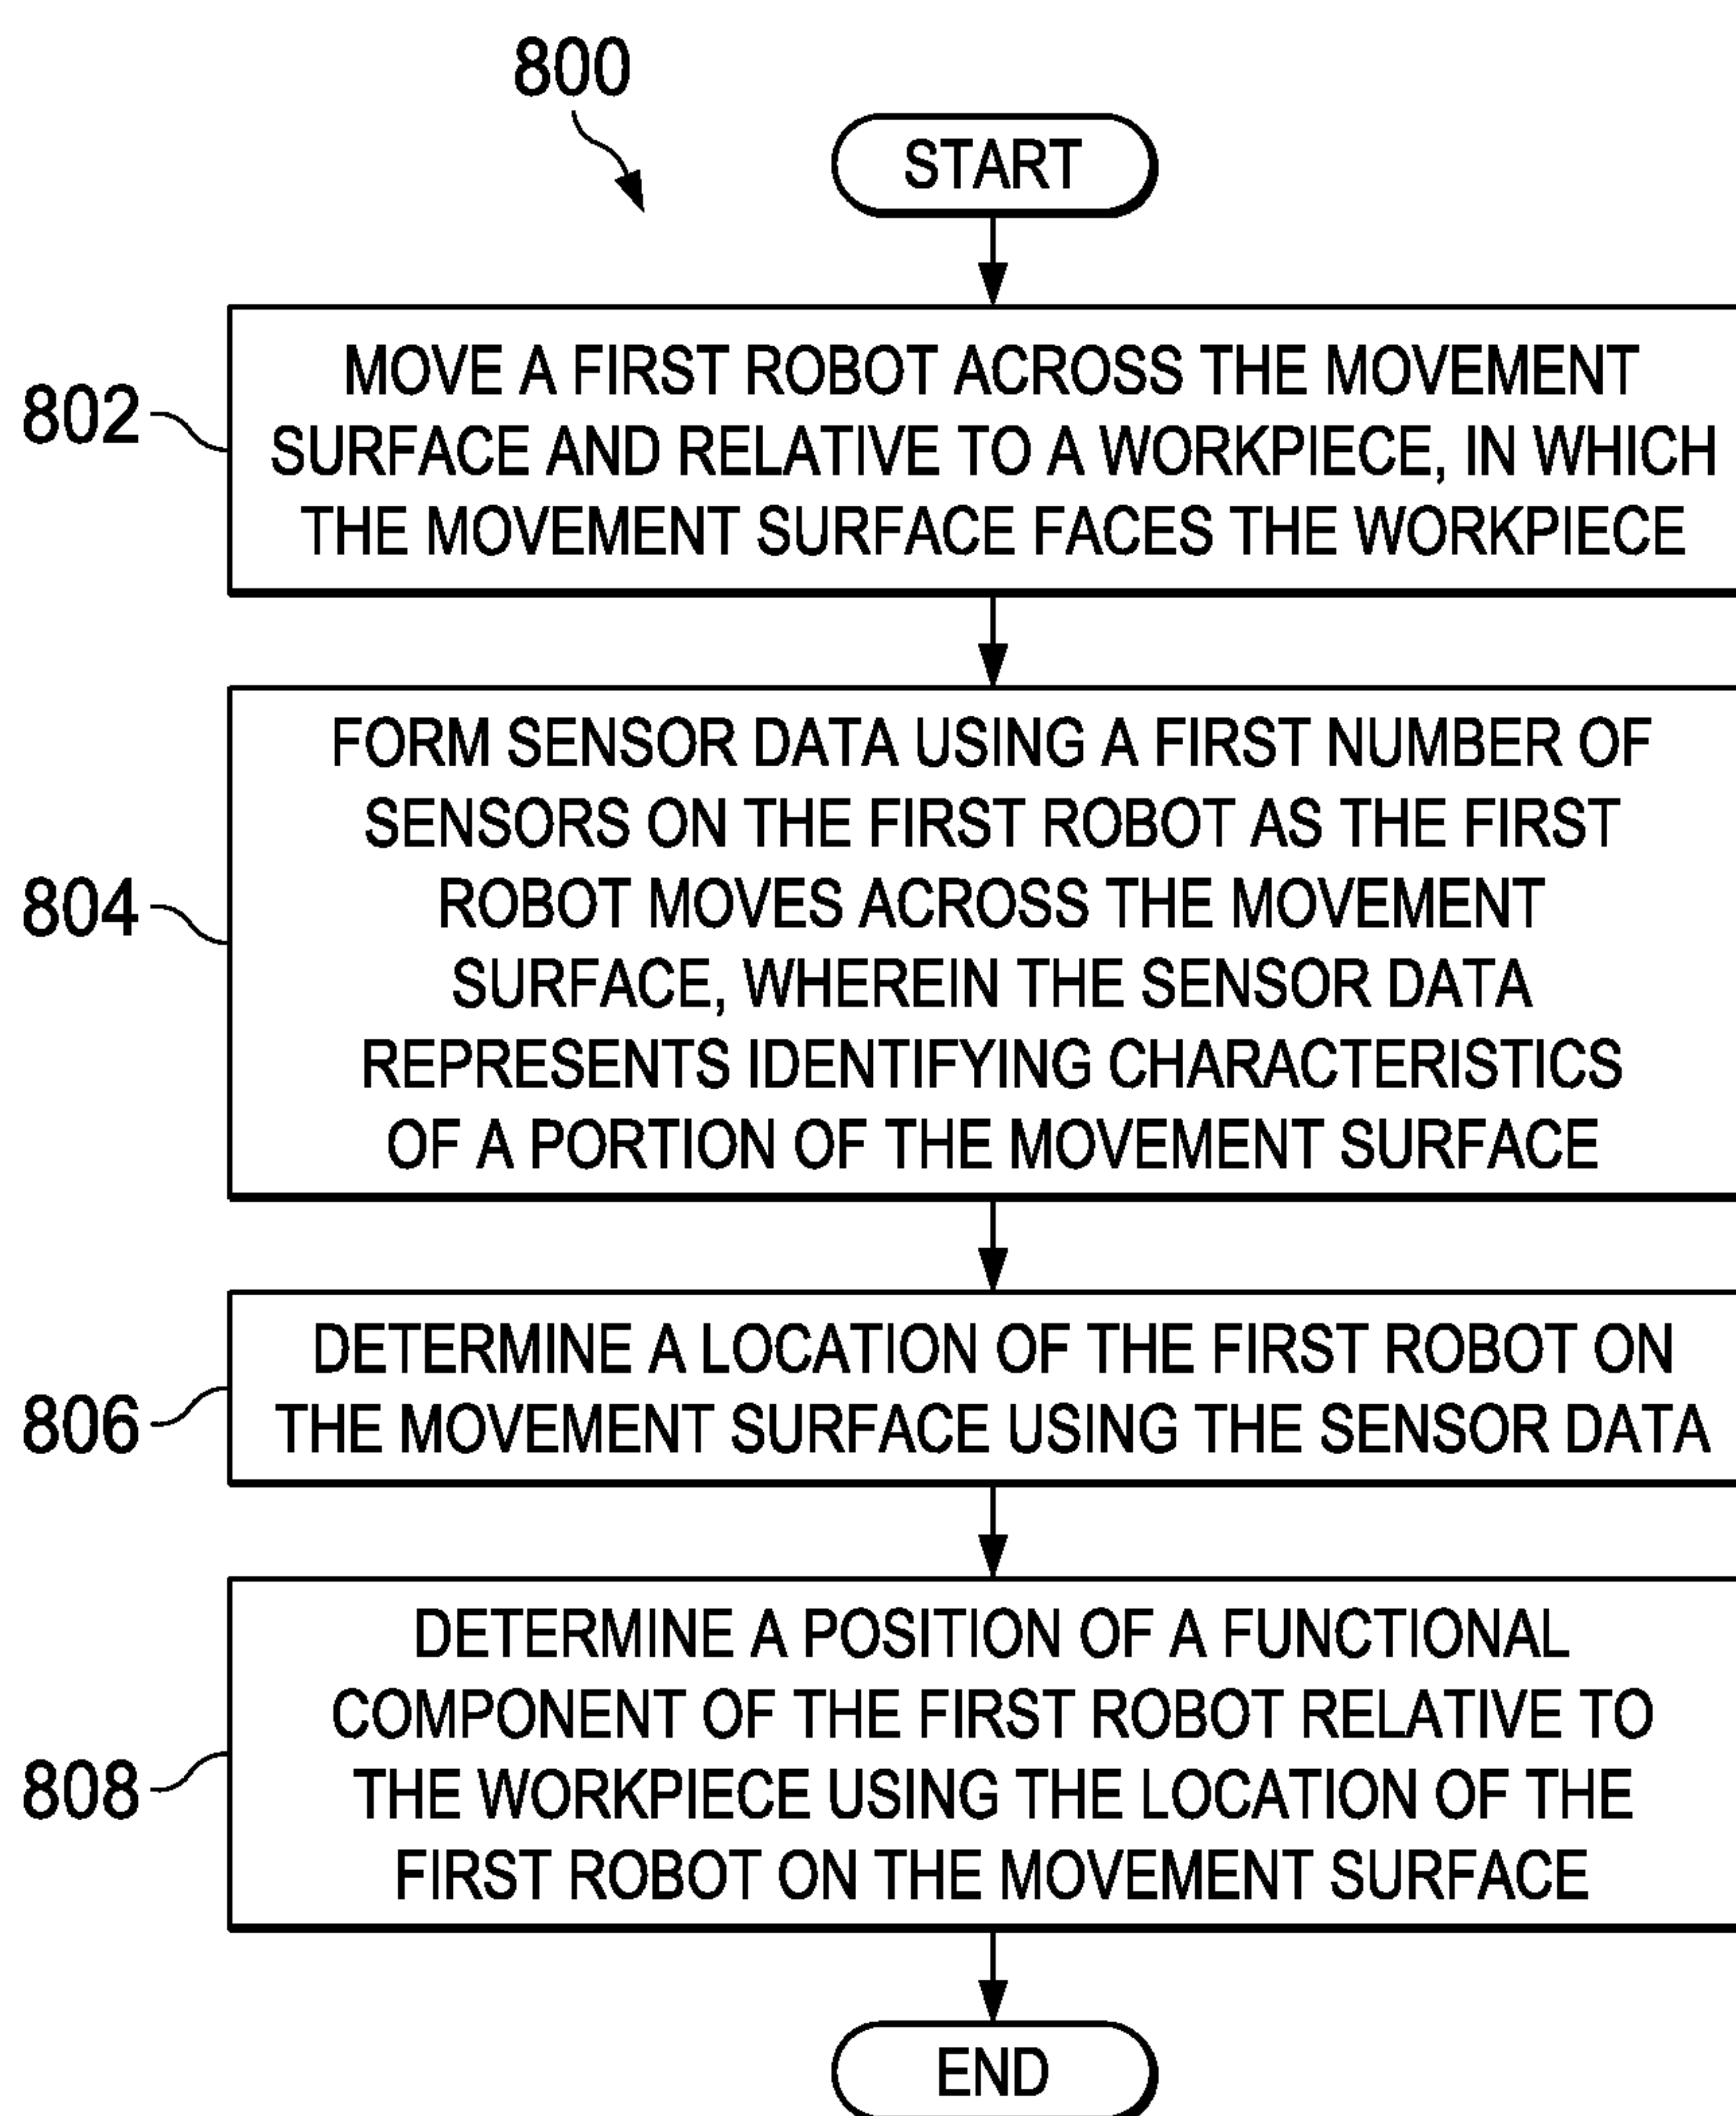 800
START
802
MOVE A FIRST ROBOT ACROSS THE MOVEMENT
SURFACE AND RELATIVE TO A WORKPIECE, IN WHICH
THE MOVEMENT SURFACE FACES THE WORKPIECE
804
FORM SENSOR DATA USING A FIRST NUMBER OF
SENSORS ON THE FIRST ROBOT AS THE FIRST
ROBOT MOVES ACROSS THE MOVEMENT
SURFACE, WHEREIN THE SENSOR DATA
REPRESENTS IDENTIFYING CHARACTERISTICS
OF A PORTION OF THE MOVEMENT SURFACE
806
DETERMINE A LOCATION OF THE FIRST ROBOT ON
THE MOVEMENT SURFACE USING THE SENSOR DATA
808
DETERMINE A POSITION OF A FUNCTIONAL
COMPONENT OF THE FIRST ROBOT RELATIVE TO
THE WORKPIECE USING THE LOCATION OF THE
FIRST ROBOT ON THE MOVEMENT SURFACE
END